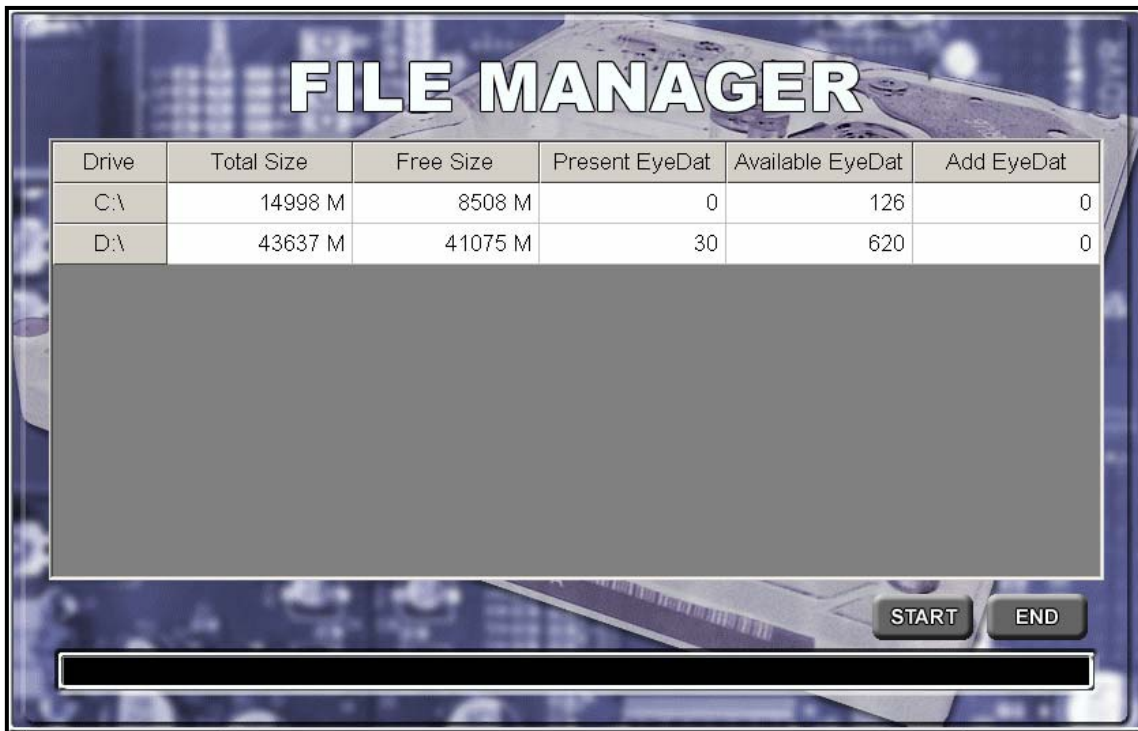 FILE MANAGER
Drive Total Size Free Size Present EyeDat Available EyeDat Add EyeDat
C:\ 14998 M 8508 M 0 126 0
D:\ 43637 M 41075 M 30 620 0
START END